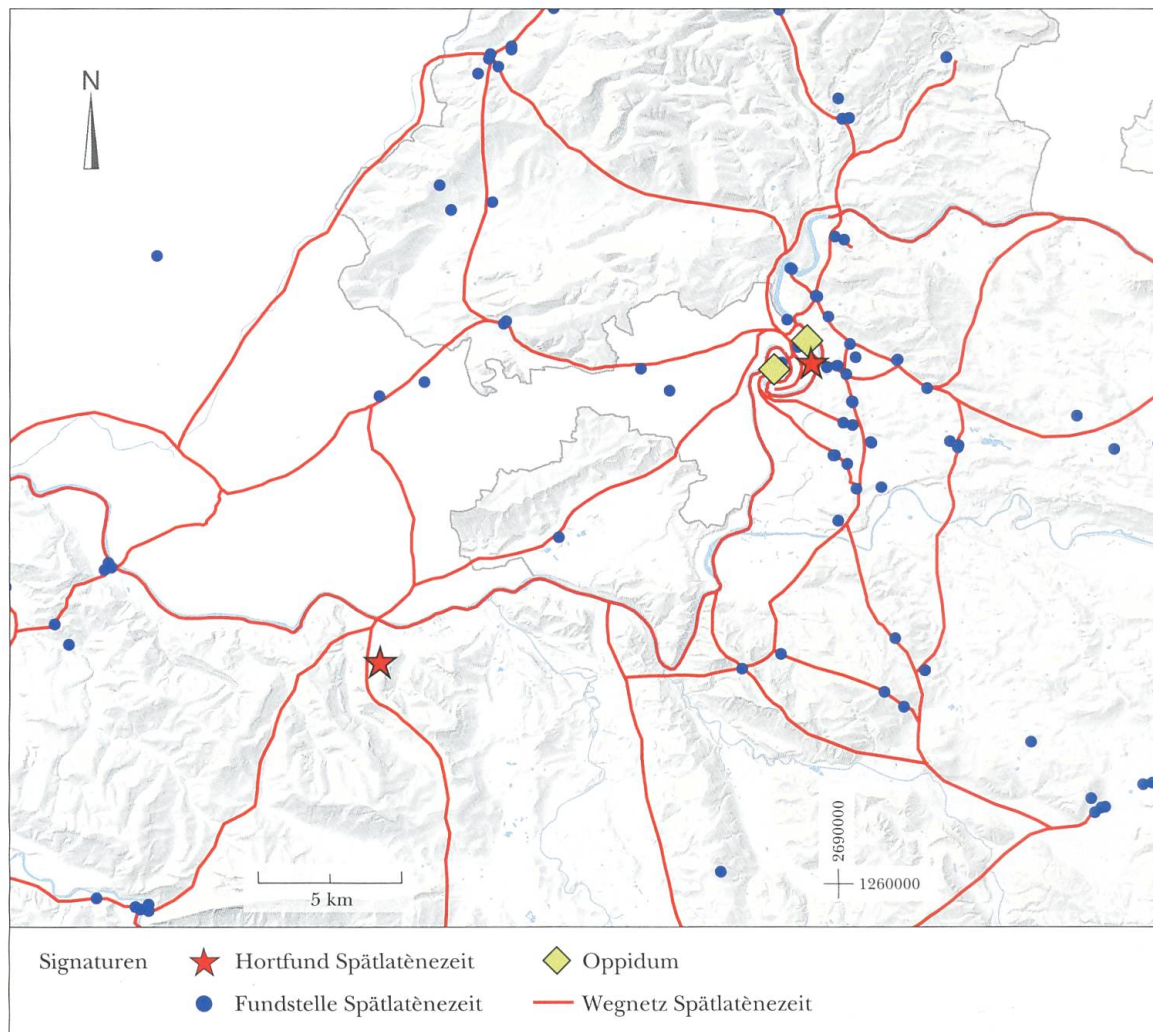 N
2690000
1260000
5 km
Signaturen
Hortfund Spätlatènezeit
Oppidum
Fundstelle Spätlatènezeit
Wegnetz Spätlatènezeit